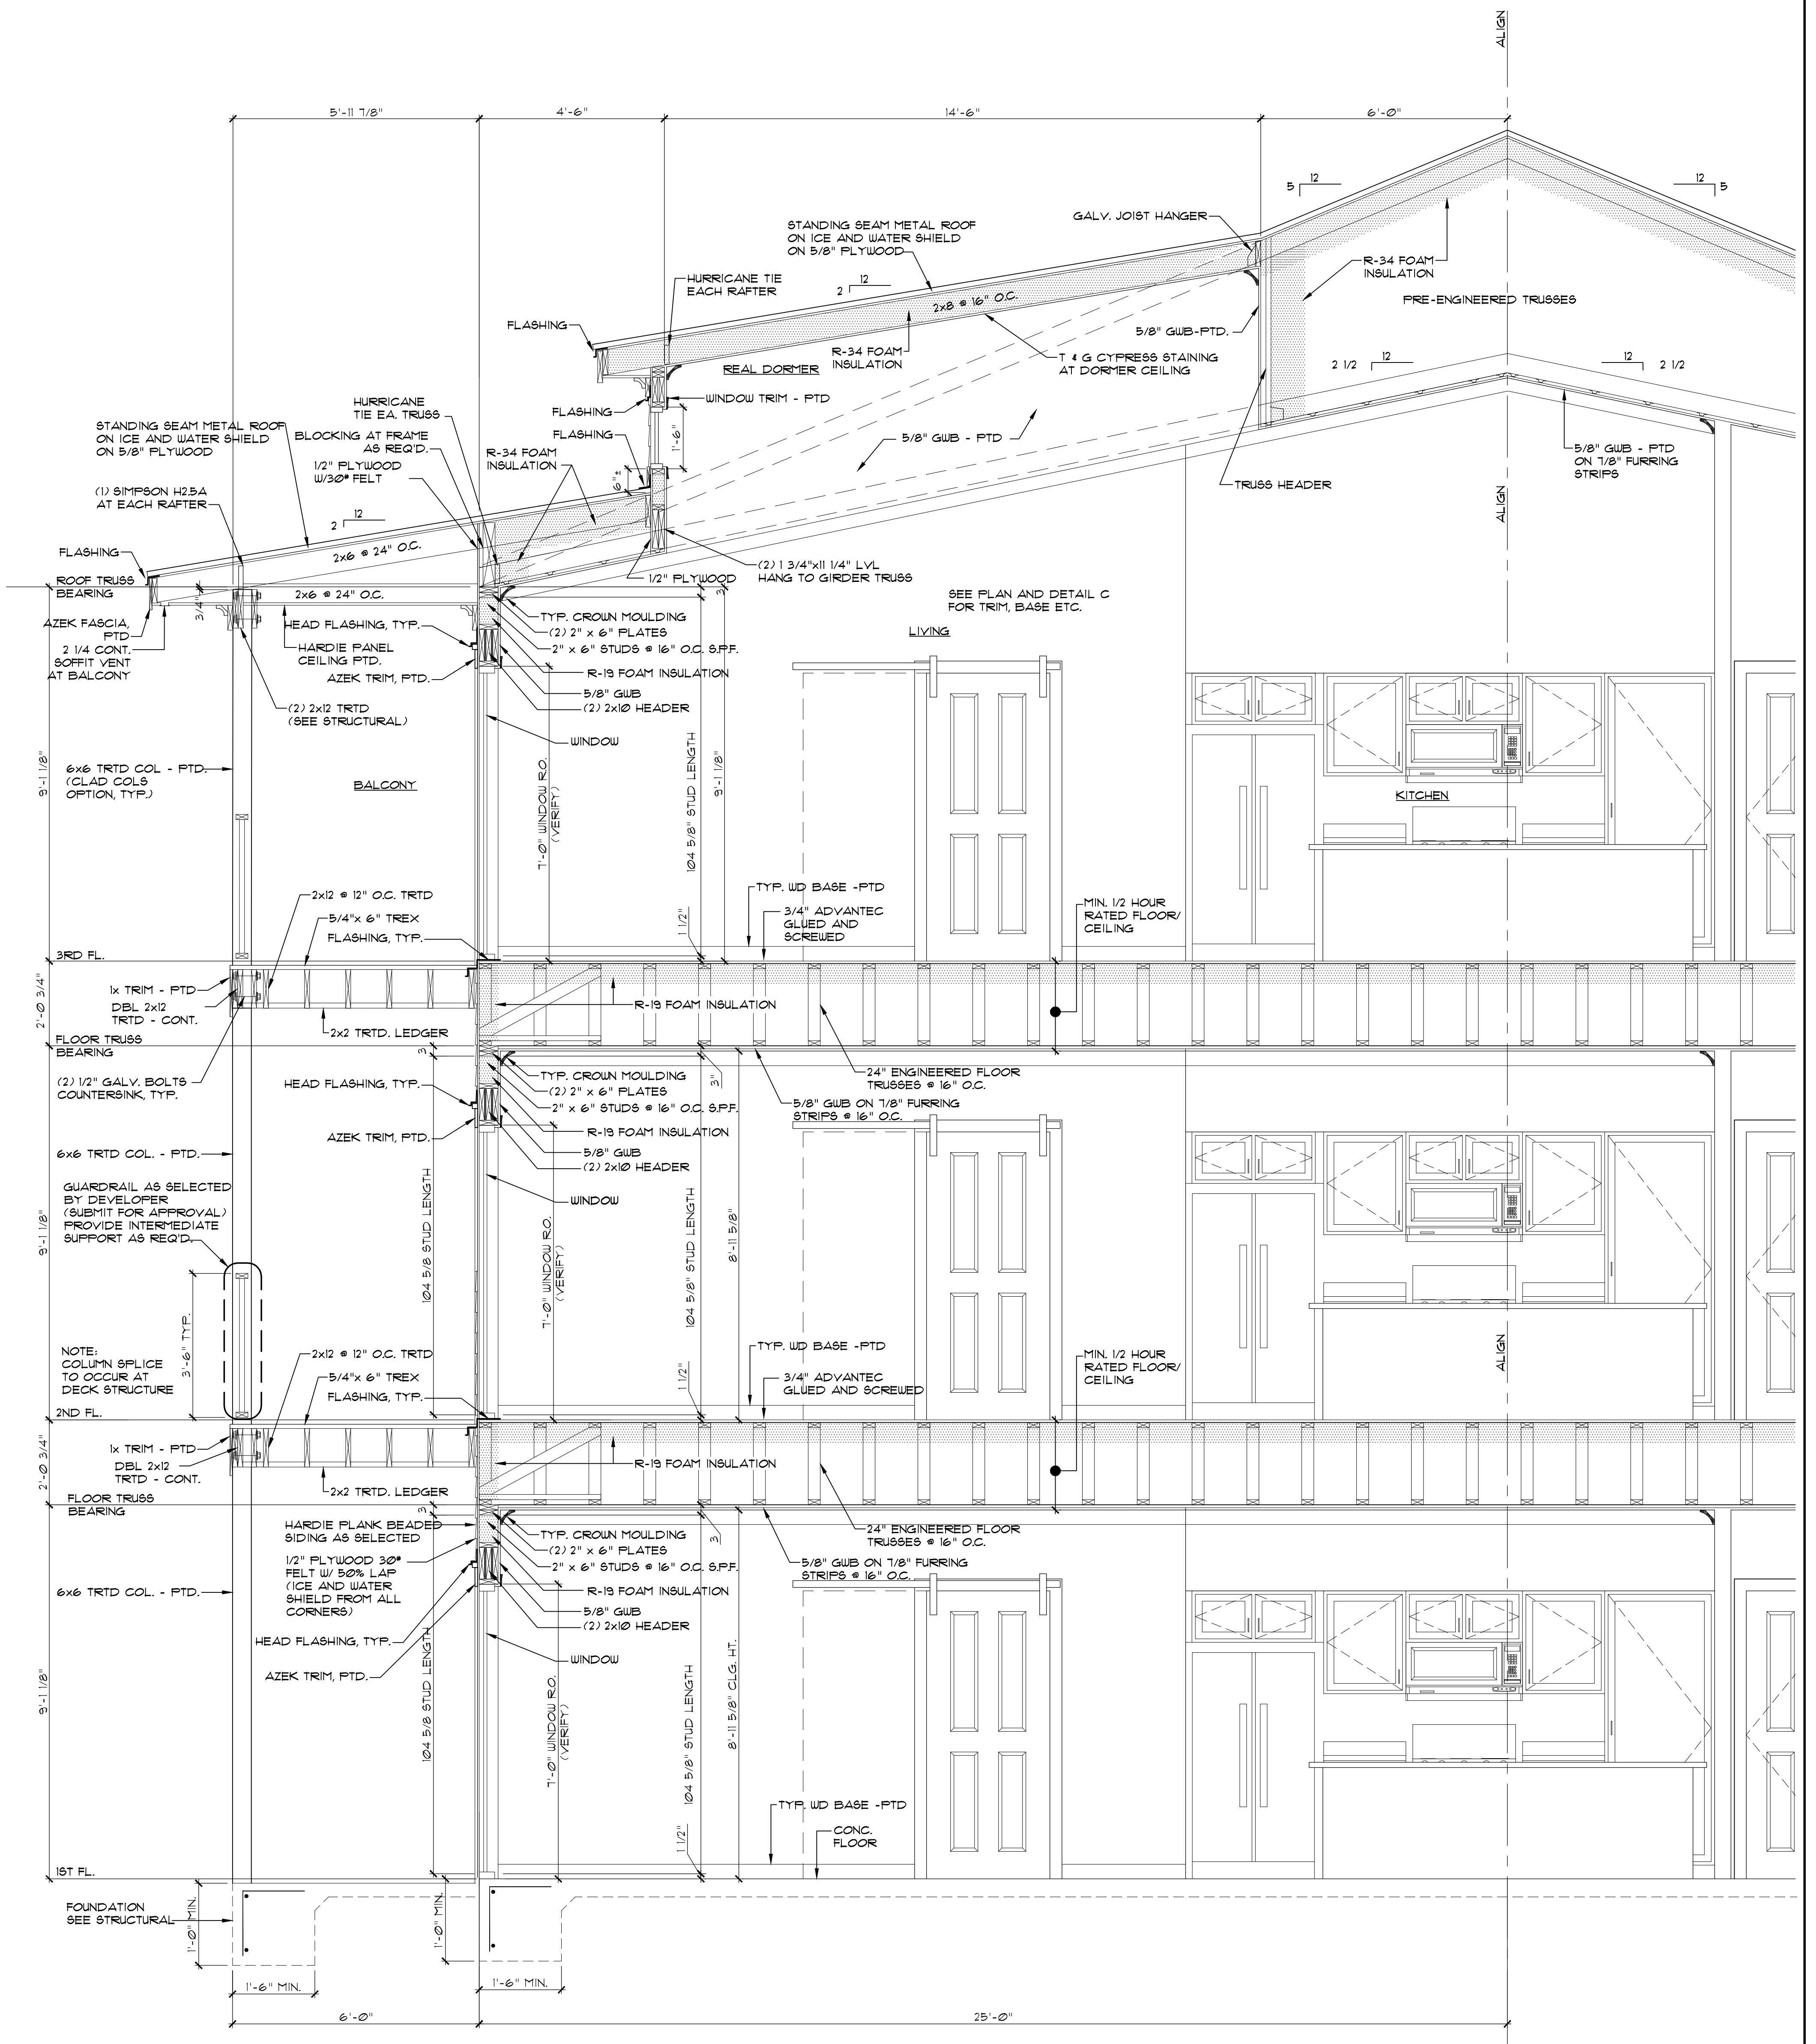 ALIGN
5'-11 7/8"
4'-6"
14'-6"
6'-0"
12
5
12
5
GALV. JOIST HANGER
STANDING SEAM METAL ROOF
ON ICE AND WATER SHIELD
ON 5/8" PLYWOOD
R-34 FOAM
INSULATION
HURRICANE TIE
EACH RAFTER
12
2
2x8 @ 16" O.C.
PRE-ENGINEERED TRUSSES
FLASHING
5/8" GWB-PTD.
R-34 FOAM
INSULATION
T & G CYPRESS STAINING
AT DORMER CEILING
12
2 1/2
12
2 1/2
REAL DORMER
HURRICANE
TIE EA. TRUSS
WINDOW TRIM - PTD
FLASHING
STANDING SEAM METAL ROOF
ON ICE AND WATER SHIELD
ON 5/8" PLYWOOD
BLOCKING AT FRAME
AS REQ'D.
FLASHING
1'-6"
5/8" GWB - PTD
5/8" GWB - PTD
ON 7/8" FURRING
STRIPS
R-34 FOAM
INSULATION
1/2" PLYWOOD
W/30# FELT
6"±
TRUSS HEADER
(1) SIMPSON H2.5A
AT EACH RAFTER
ALIGN
12
2
2x6 @ 24" O.C.
FLASHING
(2) 1 3/4"x11 1/4" LVL
HANG TO GIRDER TRUSS
1/2" PLYWOOD
ROOF TRUSS
BEARING
3/4"
2x6 @ 24" O.C.
3"
SEE PLAN AND DETAIL C
FOR TRIM, BASE ETC.
AZEK FASCIA,
PTD
2 1/4 CONT.
SOFFIT VENT
AT BALCONY
HEAD FLASHING, TYP.
HARDIE PANEL
CEILING PTD.
AZEK TRIM, PTD.
TYP. CROWN MOULDING
(2) 2" x 6" PLATES
2" x 6" STUDS @ 16" O.C. S.P.F.
R-19 FOAM INSULATION
5/8" GWB
(2) 2x10 HEADER
LIVING
(2) 2x12 TRTD
(SEE STRUCTURAL)
WINDOW
9'-1 1/8"
6x6 TRTD COL - PTD.
(CLAD COLS
OPTION, TYP.)
BALCONY
7'-0" WINDOW R.O.
(VERIFY)
104 5/8" STUD LENGTH
9'-1 1/8"
KITCHEN
2x12 @ 12" O.C. TRTD
5/4"x 6" TREX
FLASHING, TYP.
1 1/2"
TYP. WD BASE -PTD
3/4" ADVANTEC
GLUED AND
SCREWED
MIN. 1/2 HOUR
RATED FLOOR/
CEILING
3RD FL.
2'-0 3/4"
1x TRIM - PTD
DBL 2x12
TRTD - CONT.
R-19 FOAM INSULATION
2x2 TRTD. LEDGER
FLOOR TRUSS
BEARING
3
(2) 1/2" GALV. BOLTS
COUNTERSINK, TYP.
HEAD FLASHING, TYP.
AZEK TRIM, PTD.
TYP. CROWN MOULDING
(2) 2" x 6" PLATES
2" x 6" STUDS @ 16" O.C. S.P.F.
R-19 FOAM INSULATION
5/8" GWB
(2) 2x10 HEADER
3"
24" ENGINEERED FLOOR
TRUSSES @ 16" O.C.
5/8" GWB ON 7/8" FURRING
STRIPS @ 16" O.C.
6x6 TRTD COL. - PTD.
GUARDRAIL AS SELECTED
BY DEVELOPER
(SUBMIT FOR APPROVAL)
PROVIDE INTERMEDIATE
SUPPORT AS REQ'D.
WINDOW
9'-1 1/8"
104 5/8 STUD LENGTH
7'-0" WINDOW R.O.
(VERIFY)
104 5/8" STUD LENGTH
8'-11 5/8"
3'-6" TYP.
NOTE:
COLUMN SPLICE
TO OCCUR AT
DECK STRUCTURE
2x12 @ 12" O.C. TRTD
5/4"x 6" TREX
FLASHING, TYP.
1 1/2"
TYP. WD BASE -PTD
3/4" ADVANTEC
GLUED AND SCREWED
MIN. 1/2 HOUR
RATED FLOOR/
CEILING
ALIGN
2ND FL.
2'-0 3/4"
1x TRIM - PTD
DBL 2x12
TRTD - CONT.
R-19 FOAM INSULATION
2x2 TRTD. LEDGER
FLOOR TRUSS
BEARING
3
HARDIE PLANK BEADED
SIDING AS SELECTED
1/2" PLYWOOD 30#
FELT W/ 50% LAP
(ICE AND WATER
SHIELD FROM ALL
CORNERS)
TYP. CROWN MOULDING
(2) 2" x 6" PLATES
2" x 6" STUDS @ 16" O.C. S.P.F.
R-19 FOAM INSULATION
5/8" GWB
(2) 2x10 HEADER
3
24" ENGINEERED FLOOR
TRUSSES @ 16" O.C.
5/8" GWB ON 7/8" FURRING
STRIPS @ 16" O.C.
6x6 TRTD COL. - PTD.
HEAD FLASHING, TYP.
AZEK TRIM, PTD.
WINDOW
9'-1 1/8"
104 5/8 STUD LENGTH
7'-0" WINDOW R.O.
(VERIFY)
104 5/8" STUD LENGTH
8'-11 5/8" CLG. HT.
1 1/2"
TYP. WD BASE -PTD
CONC.
FLOOR
1ST FL.
FOUNDATION
SEE STRUCTURAL
1'-0" MIN.
1'-0" MIN.
1'-6" MIN.
1'-6" MIN.
6'-0"
25'-0"